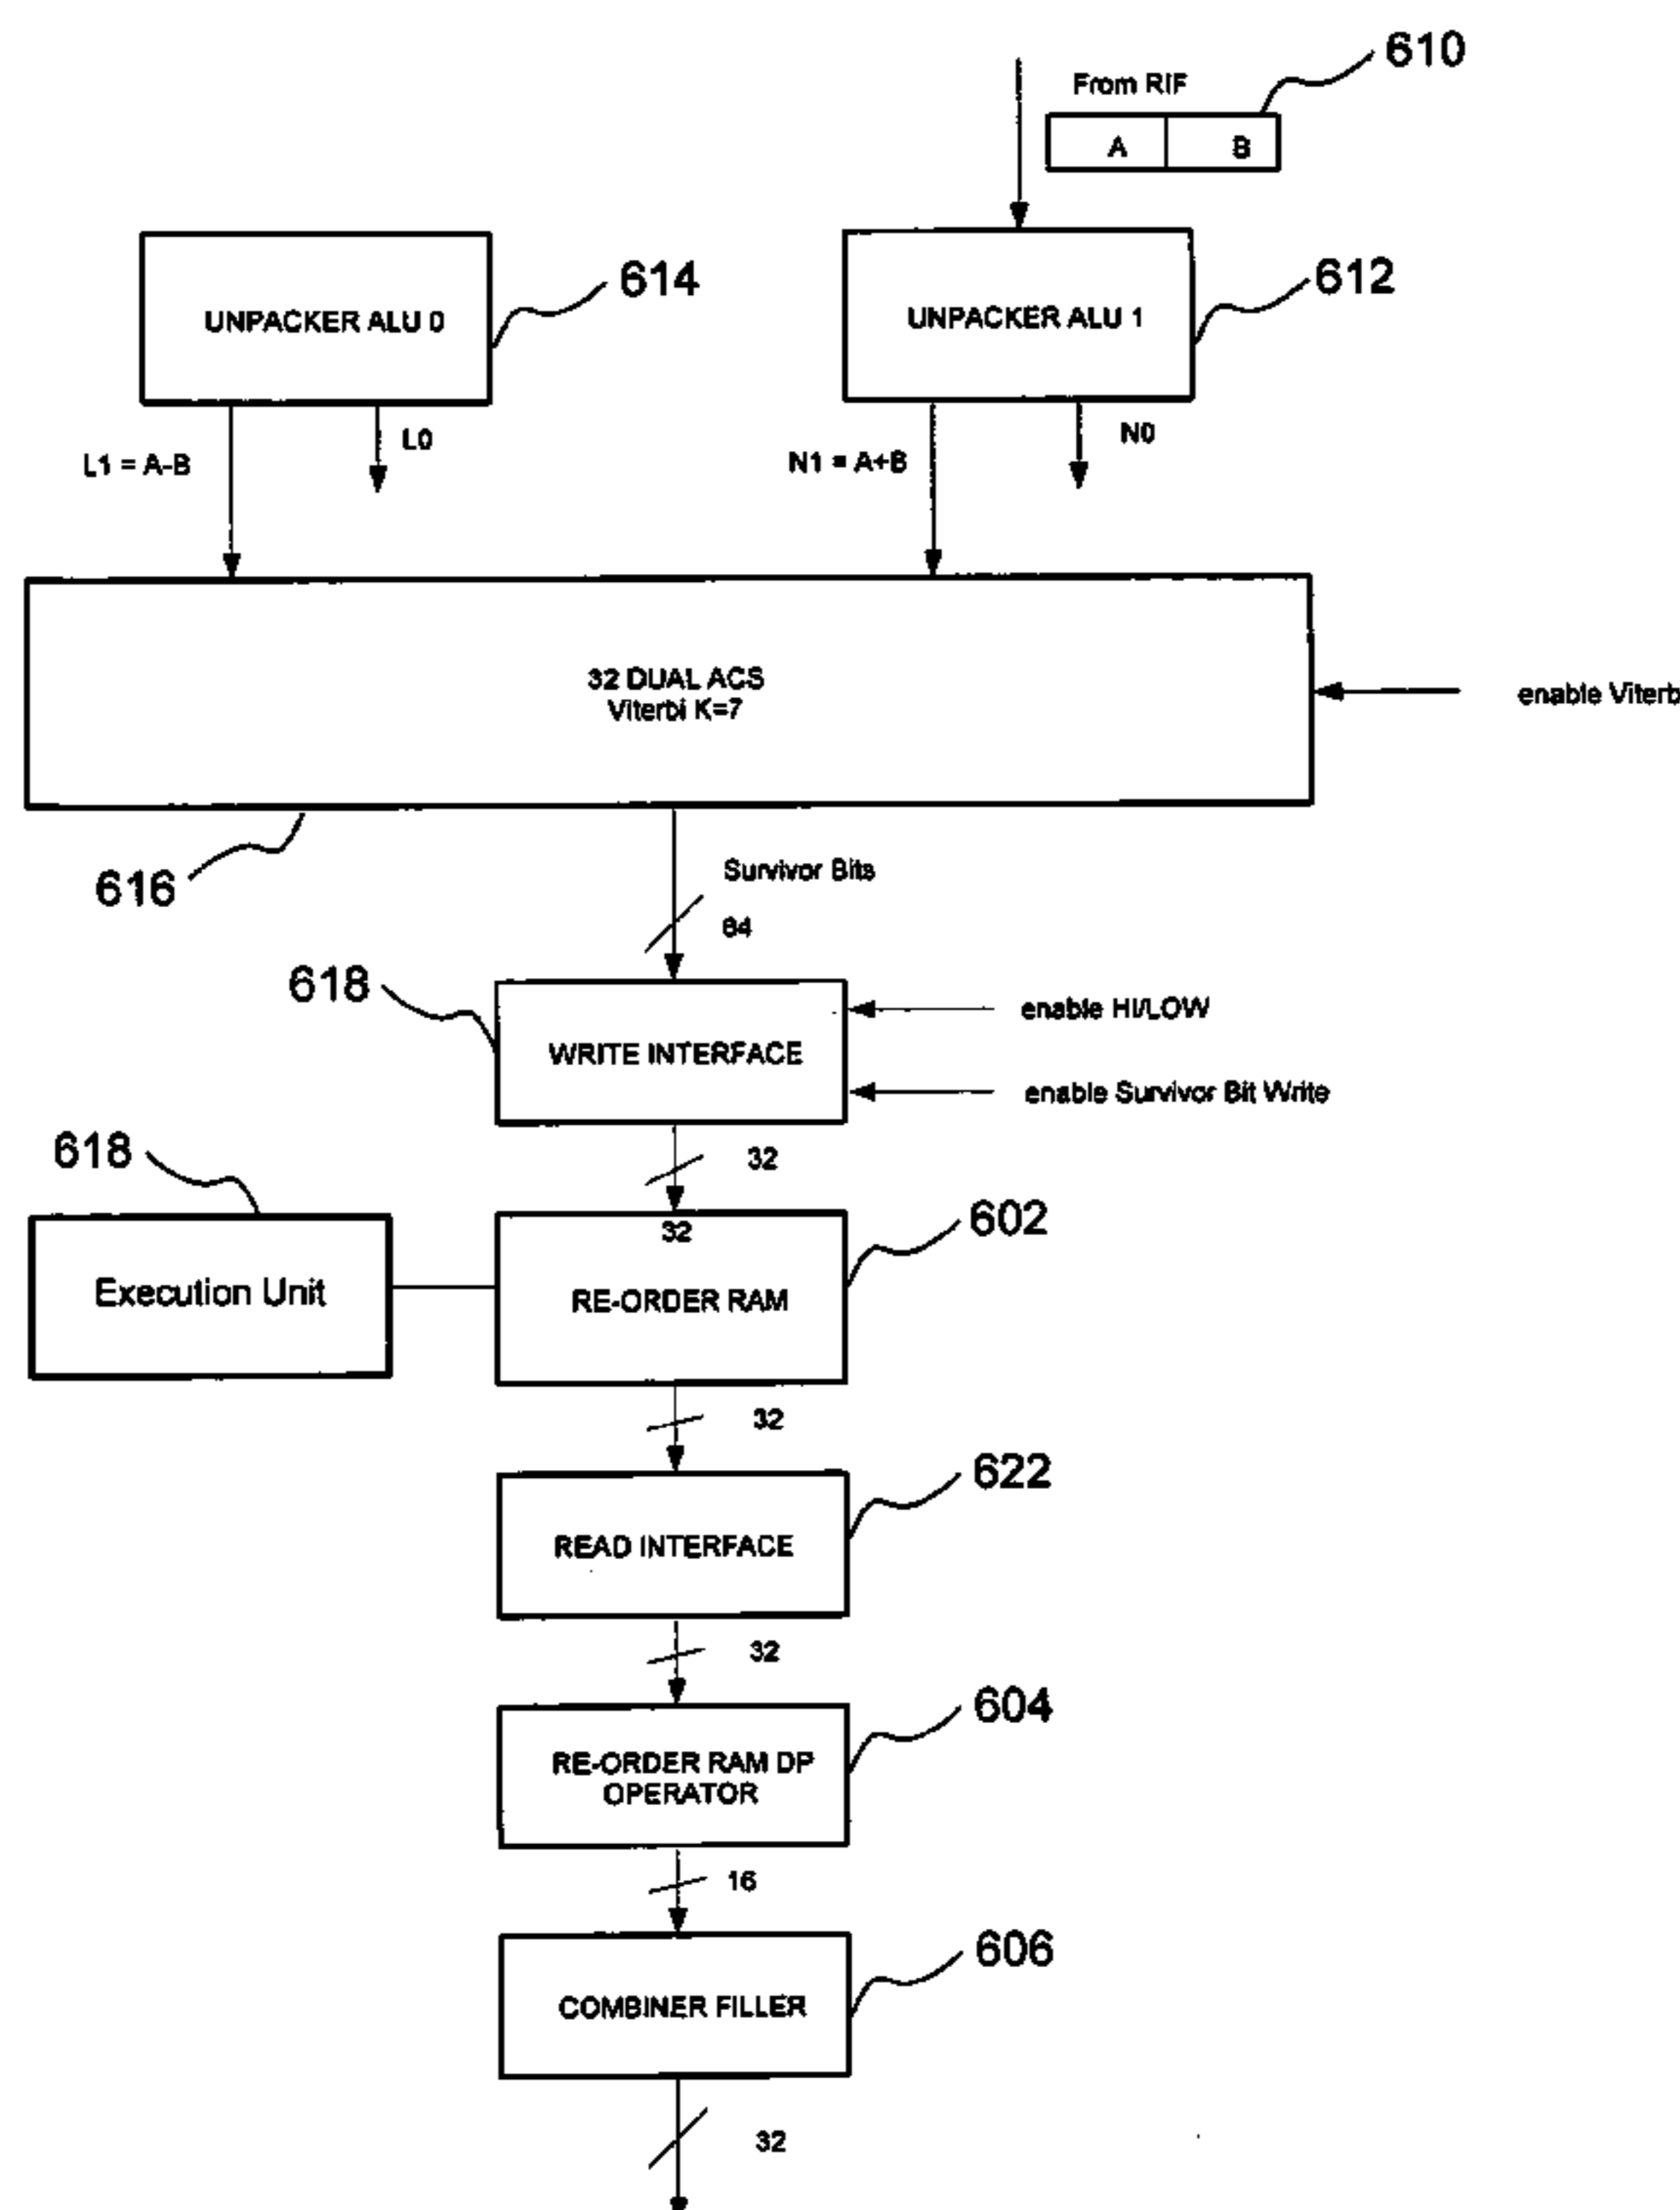 610
From RIF
A B
614
612
UNPACKER ALU 0
UNPACKER ALU 1
L0
N0
L1 = A-B
N1 = A+B
32 DUAL ACS
Viterbi K=7
enable Viterb
616
Survivor Bits
64
618
enable HI/LOW
WRITE INTERFACE
enable Survivor Bit Write
618
32
602
32
Execution Unit
RE-ORDER RAM
32
622
READ INTERFACE
32
604
RE-ORDER RAM DP
OPERATOR
16
606
COMBINER FILLER
32